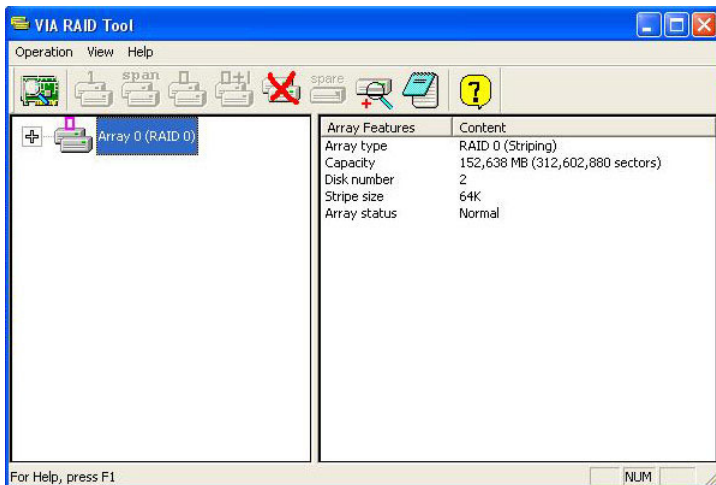 VIA RAID Tool
Operation View Help
1 span 0 0+1 spare ?
Array 0 (RAID 0)
Array Features Content
Array type RAID 0 (Striping)
Capacity 152,638 MB (312,602,880 sectors)
Disk number 2
Stripe size 64K
Array status Normal
For Help, press F1 NUM